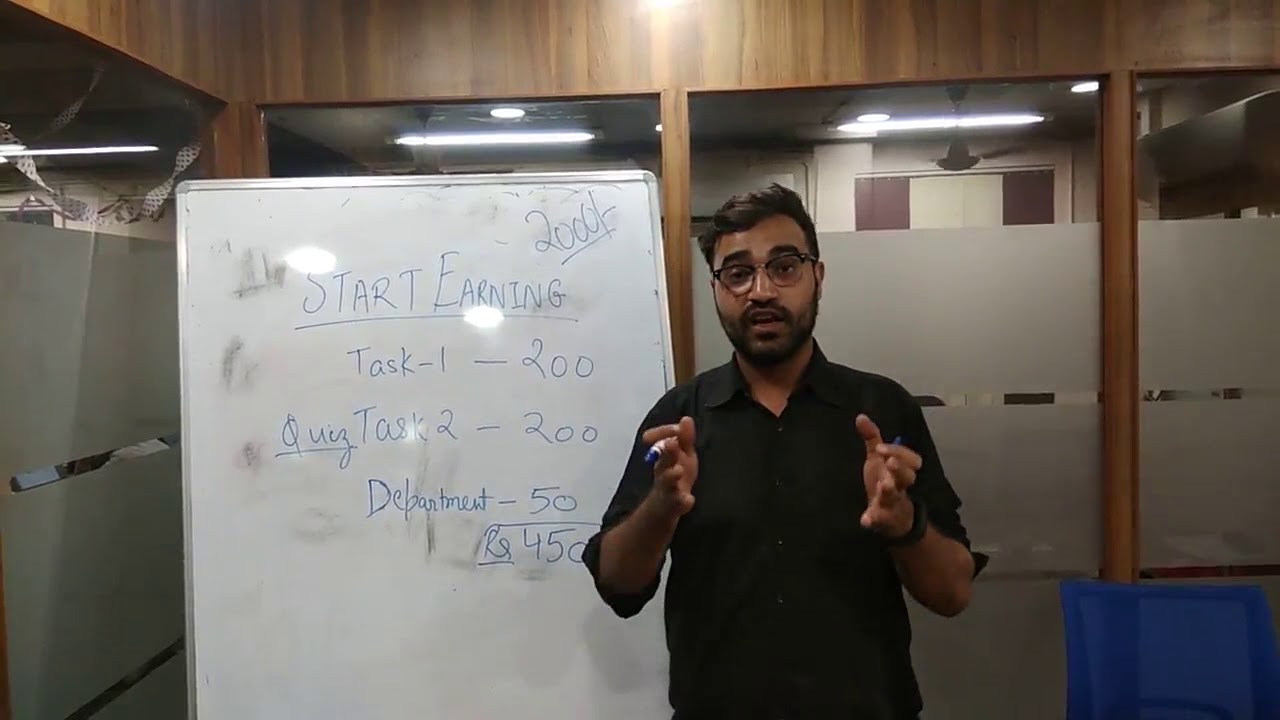 2000/-
START EARNING
Task-1 — 200
Quiz Task 2 — 200
Department - 50
Rs 450